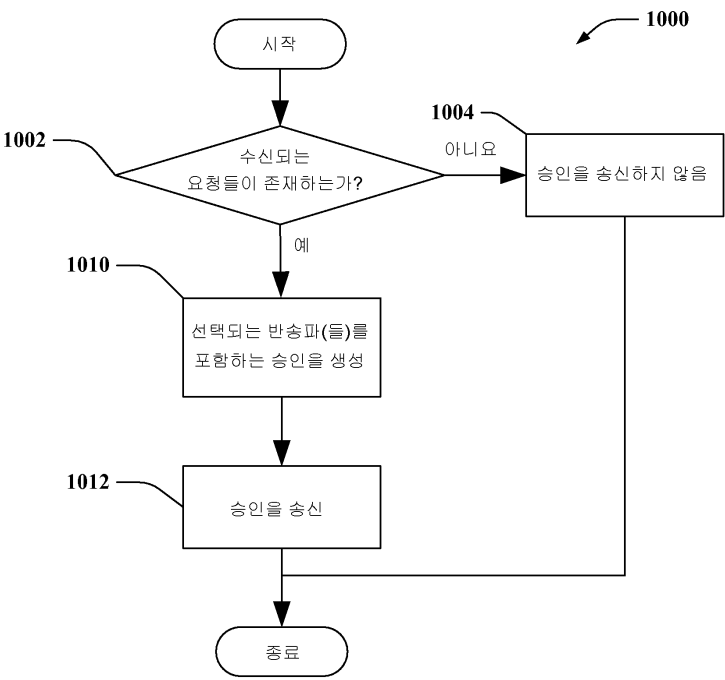 1000
시작
1002
수신되는
요청들이 존재하는가?
아니요
1004
승인을 송신하지 않음
예
1010
선택되는 반송파(들)를
포함하는 승인을 생성
1012
승인을 송신
종료